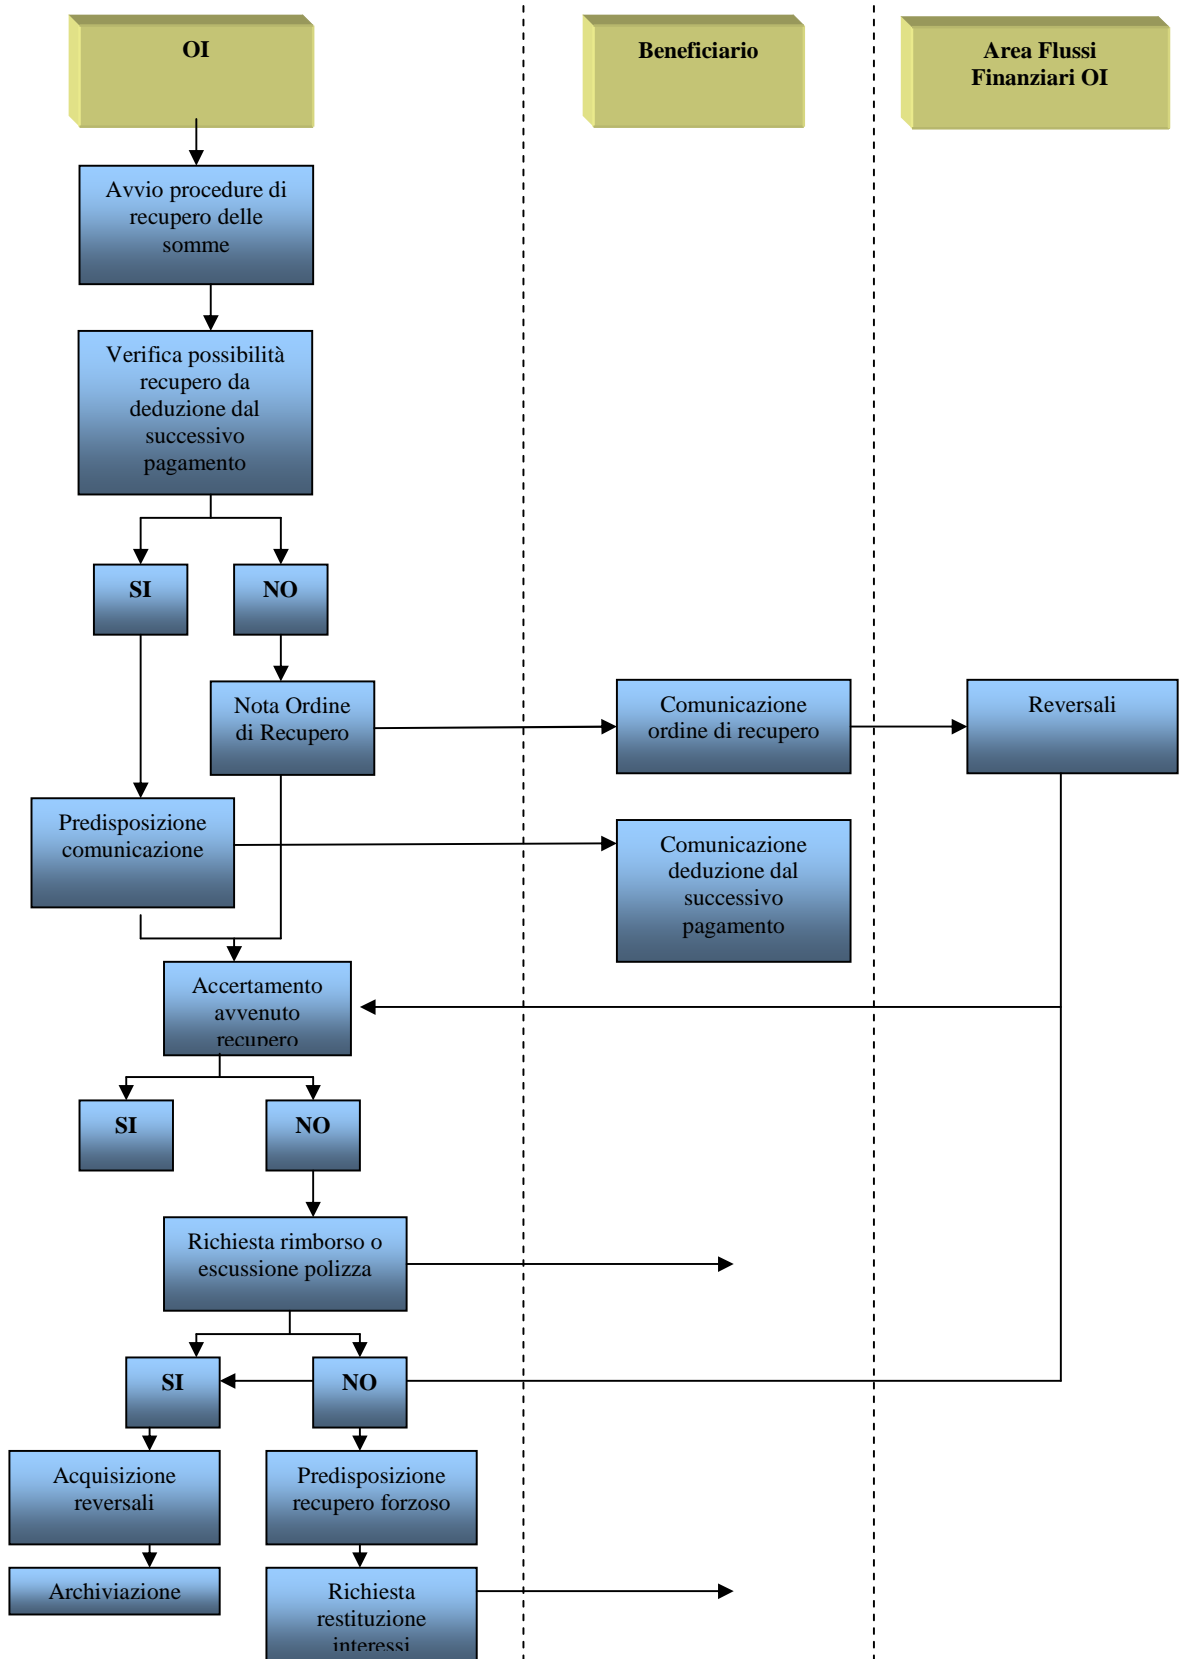 OI
Beneficiario
Area Flussi
Finanziari OI
Avvio procedure di
recupero delle
somme
Verifica possibilità
recupero da
deduzione dal
successivo
pagamento
SI
NO
Nota Ordine
di Recupero
Comunicazione
ordine di recupero
Reversali
Predisposizione
comunicazione
Comunicazione
deduzione dal
successivo
pagamento
Accertamento
avvenuto
recupero
SI
NO
Richiesta rimborso o
escussione polizza
SI
NO
Acquisizione
reversali
Predisposizione
recupero forzoso
Archiviazione
Richiesta
restituzione
interessi